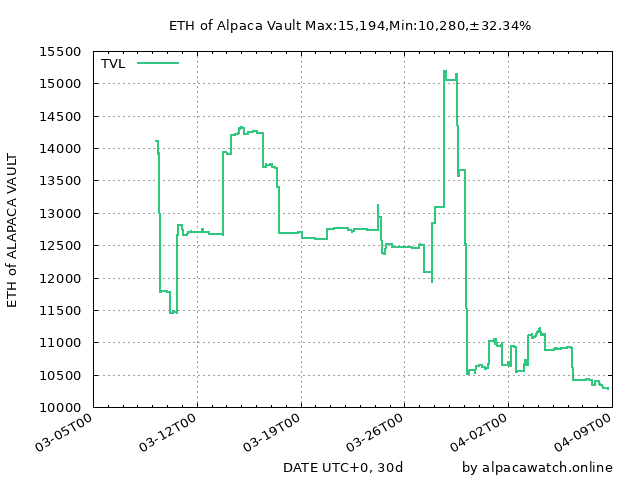 ETH of Alpaca Vault Max:15,194,Min:10,280,±32.34%
TVL
15500
15000
14500
14000
13500
13000
12500
12000
11500
11000
10500
10000
ETH of ALAPACA VAULT
03-05T00
03-12T00
03-19T00
03-26T00
04-02T00
04-09T00
DATE UTC+0, 30d
by alpacawatch.online